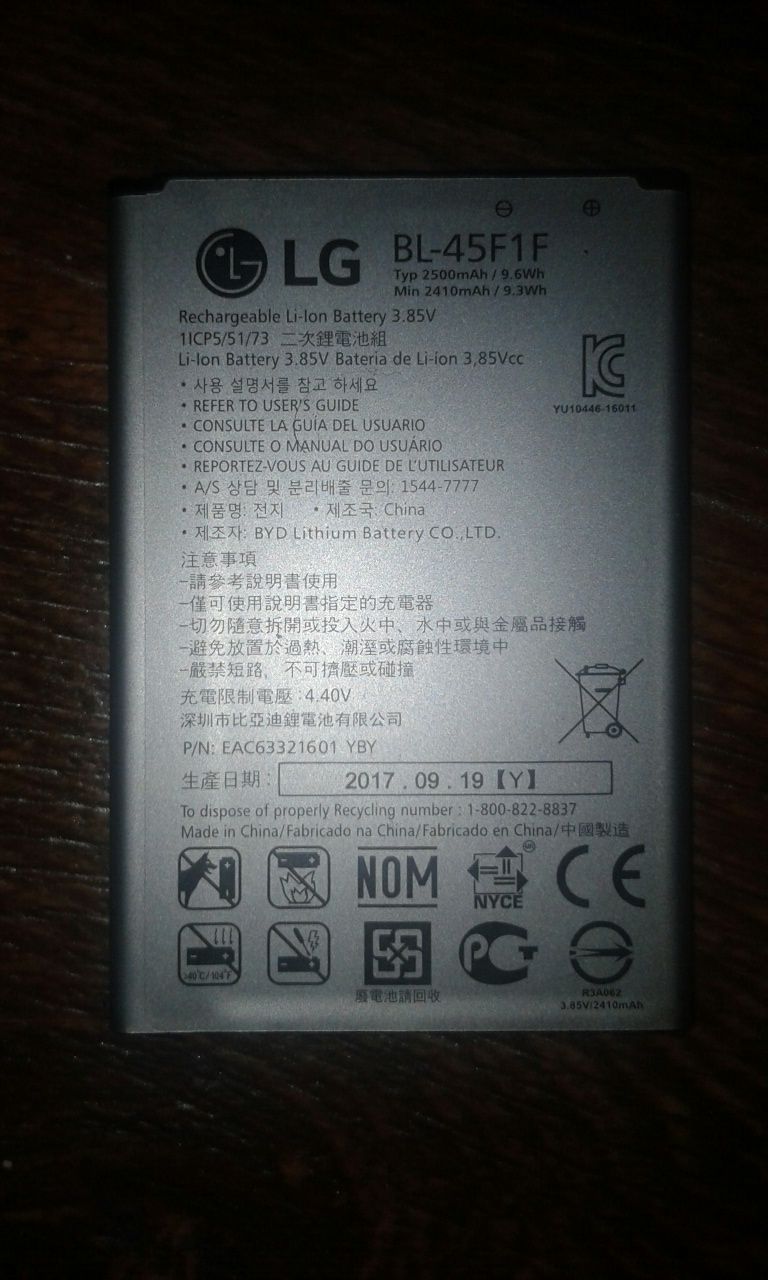 LG
BL-45F1F
Typ 2500mAh / 9.6Wh
Min 2410mAh / 9.3Wh
Rechargeable Li-Ion Battery 3.85V
1ICP5/51/73 二次鋰電池組
Li-Ion Battery 3.85V Bateria de Li-íon 3,85Vcc
• 사용 설명서를 참고 하세요
• REFER TO USER'S GUIDE
• CONSULTE LA GUÍA DEL USUARIO
• CONSULTE O MANUAL DO USUÁRIO
• REPORTEZ-VOUS AU GUIDE DE L'UTILISATEUR
• A/S 상담 및 분리배출 문의: 1544-7777
• 제품명: 전지 • 제조국: China
• 제조자: BYD Lithium Battery CO.,LTD.
YU10446-16011
注意事項
-請參考說明書使用
-僅可使用說明書指定的充電器
-切勿隨意拆開或投入火中、水中或與金屬品接觸
-避免放置於過熱、潮溼或腐蝕性環境中
-嚴禁短路、不可擠壓或碰撞
充電限制電壓 : 4.40V
深圳市比亞迪鋰電池有限公司
P/N: EAC63321601 YBY
生產日期 : 2017 . 09 . 19【Y】
To dispose of properly Recycling number : 1-800-822-8837
Made in China/Fabricado na China/Fabricado en China/中國製造
NOM
NYCE
CE
>40°C/104°F
廢電池請回收
PG
R3A062
3.85V/2410mAh